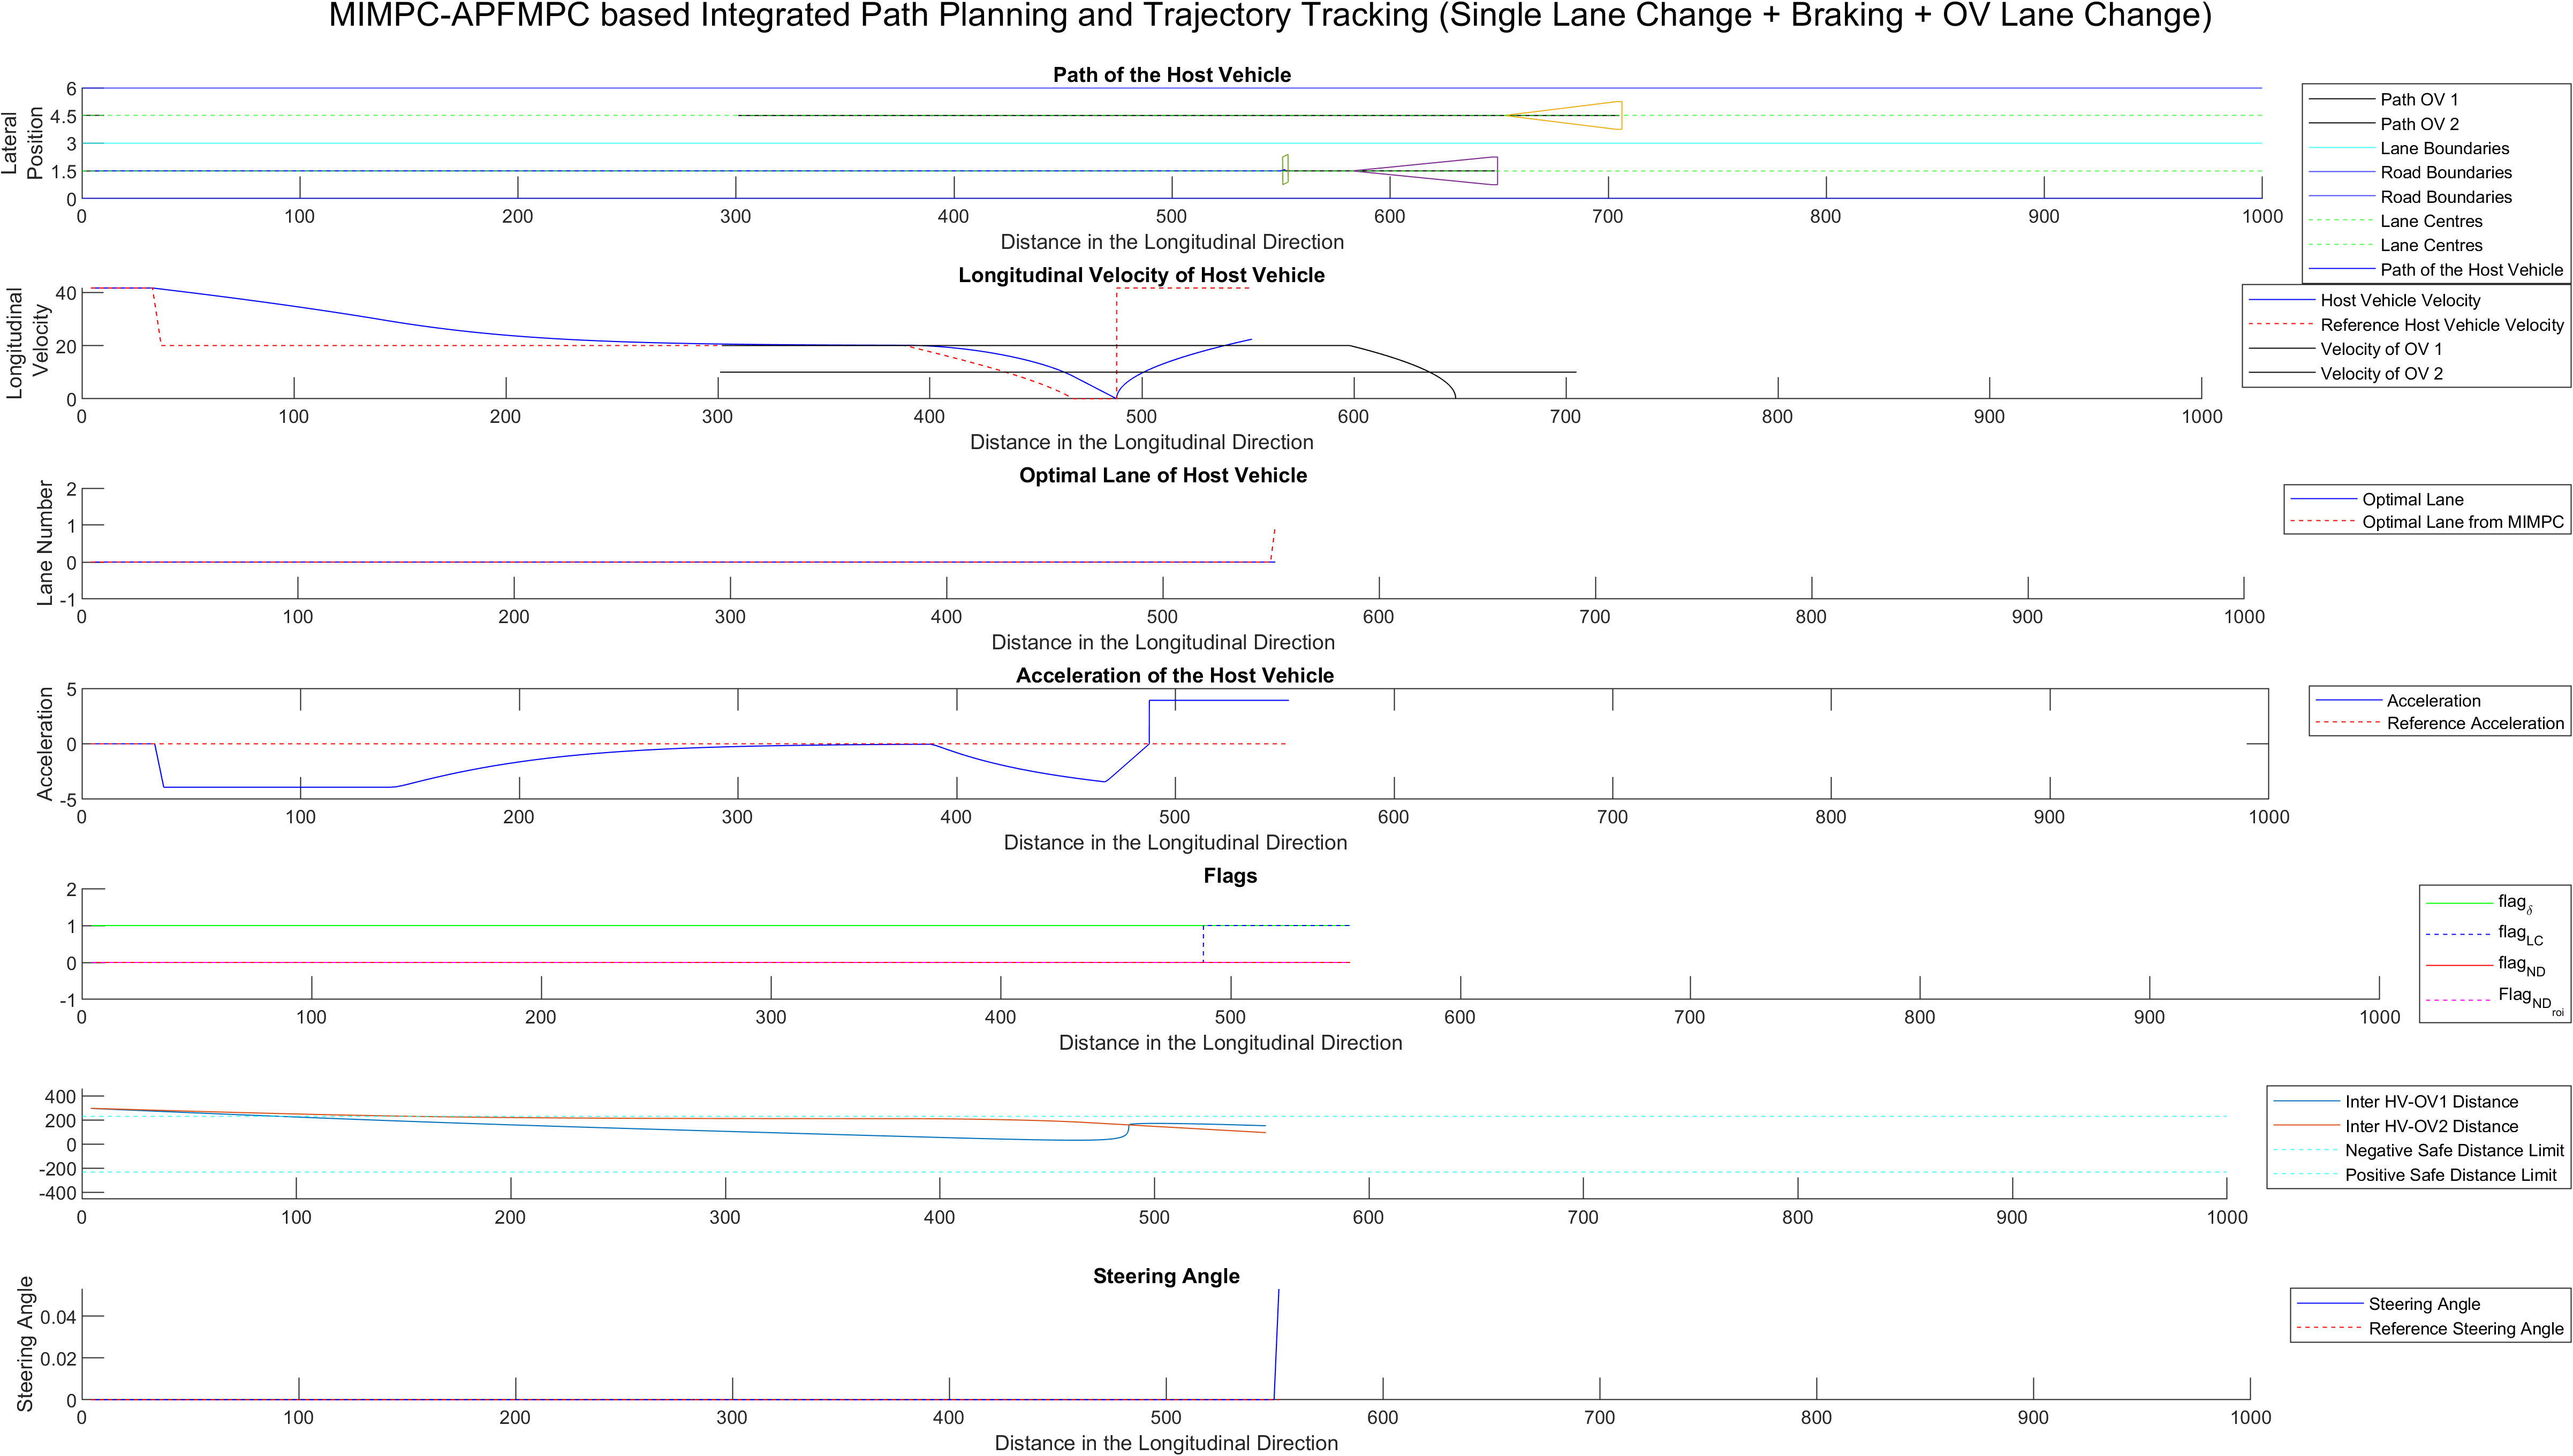 MIMPC-APFMPC based Integrated Path Planning and Trajectory Tracking (Single Lane Change + Braking + OV Lane Change)
Path of the Host Vehicle
Lateral
Position
6
4.5
3
1.5
0
0 100 200 300 400 500 600 700 800 900 1000
Distance in the Longitudinal Direction
Path OV 1
Path OV 2
Lane Boundaries
Road Boundaries
Road Boundaries
Lane Centres
Lane Centres
Path of the Host Vehicle
Longitudinal Velocity of Host Vehicle
Longitudinal
Velocity
40
20
0
0 100 200 300 400 500 600 700 800 900 1000
Distance in the Longitudinal Direction
Host Vehicle Velocity
Reference Host Vehicle Velocity
Velocity of OV 1
Velocity of OV 2
Optimal Lane of Host Vehicle
Lane Number
2
1
0
-1
0 100 200 300 400 500 600 700 800 900 1000
Distance in the Longitudinal Direction
Optimal Lane
Optimal Lane from MIMPC
Acceleration of the Host Vehicle
Acceleration
5
0
-5
0 100 200 300 400 500 600 700 800 900 1000
Distance in the Longitudinal Direction
Acceleration
Reference Acceleration
Flags
2
1
0
-1
0 100 200 300 400 500 600 700 800 900 1000
Distance in the Longitudinal Direction
flagδ
flagLC
flagND
FlagNDroi
400
200
0
-200
-400
0 100 200 300 400 500 600 700 800 900 1000
Inter HV-OV1 Distance
Inter HV-OV2 Distance
Negative Safe Distance Limit
Positive Safe Distance Limit
Steering Angle
Steering Angle
0.04
0.02
0
0 100 200 300 400 500 600 700 800 900 1000
Distance in the Longitudinal Direction
Steering Angle
Reference Steering Angle